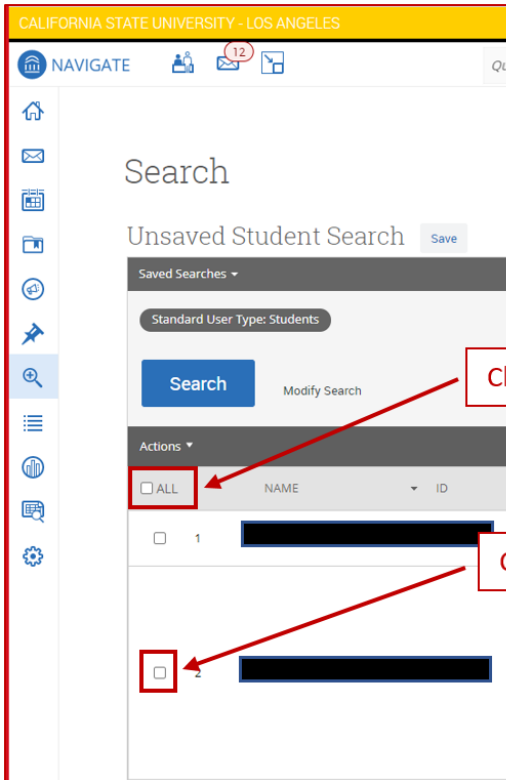 CALIFORNIA STATE UNIVERSITY - LOS ANGELES
NAVIGATE
12
Search
Unsaved Student Search Save
Saved Searches
Standard User Type: Students
Search Modify Search
Actions
ALL NAME ID
1
2